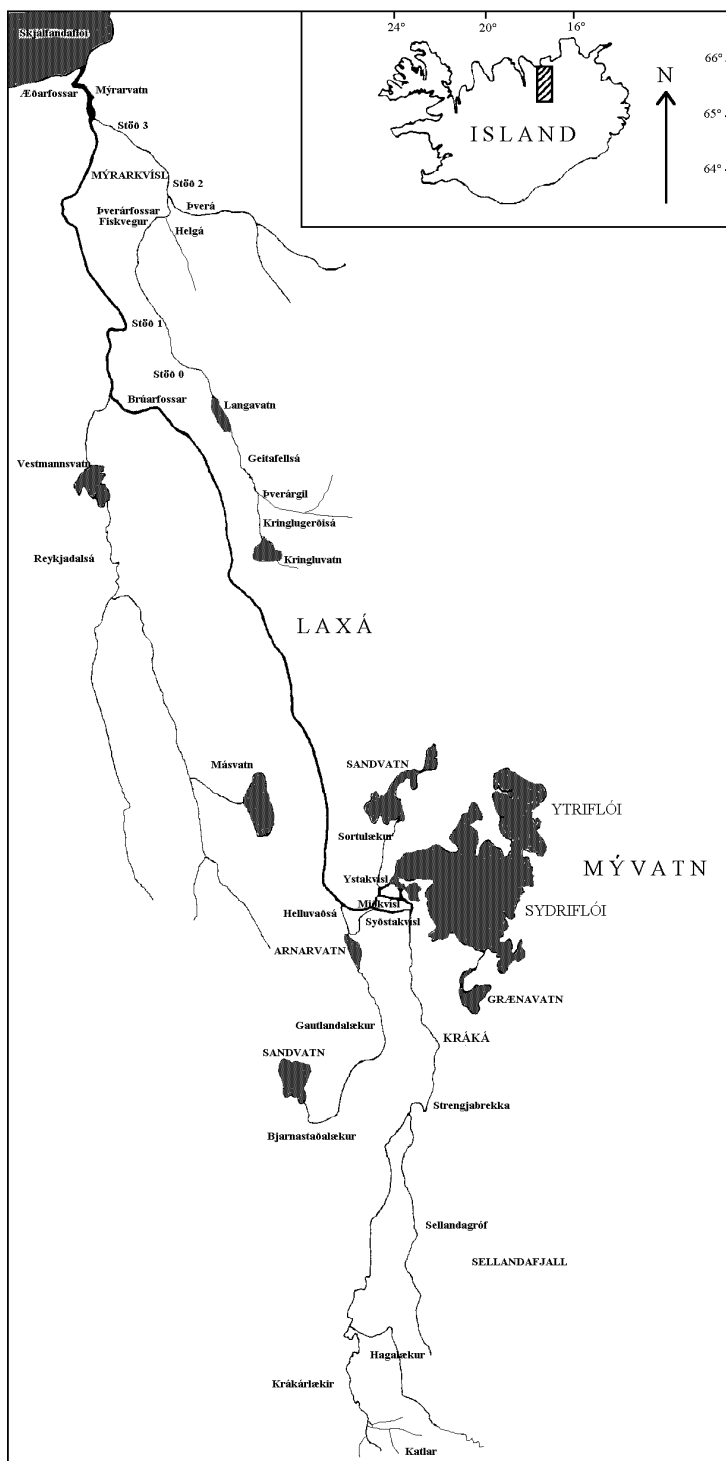 Skjálfandaflói
24°
20°
16°
66°
65°
64°
N
ISLAND
Æðarfossar
Mýrarvatn
Stöð 3
MÝRARKVÍSL
Stöð 2
Þverárfossar
Fiskvegur
Þverá
Helgá
Stöð 1
Stöð 0
Brúarfossar
Langavatn
Vestmannsvatn
Geitafellsá
Þverárgil
Kringlugerðisá
Kringluvatn
Reykjadalsá
LAXÁ
Másvatn
SANDVATN
YTRIFLÓI
Sortulækur
MÝVATN
Ystakvísl
Miðkvísl
SYDRIFLÓI
Helluvaðsá
Syðstakvísl
ARNARVATN
GRÆNAVATN
Gautlandalækur
KRÁKÁ
SANDVATN
Strengjabrekka
Bjarnastaðalækur
Sellandagróf
SELLANDAFJALL
Hagalækur
Krákárlækir
Katlar